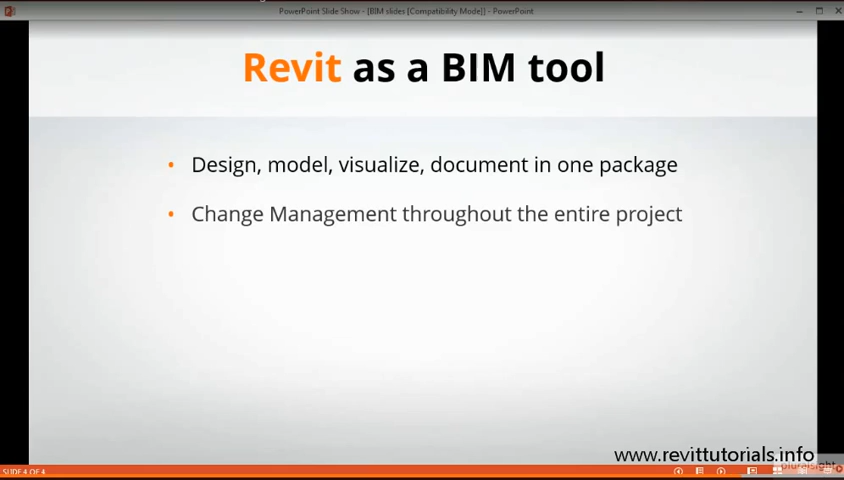 PowerPoint Slide Show - [BIM slides [Compatibility Mode]] - PowerPoint
Revit as a BIM tool
• Design, model, visualize, document in one package
• Change Management throughout the entire project
www.revittutorials.info
pluralsight
SLIDE 4 OF 4